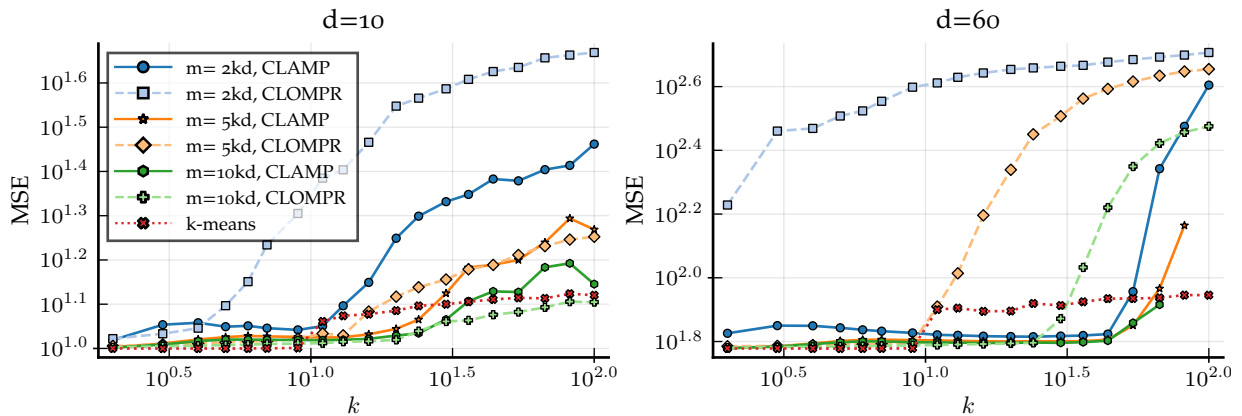 d=10
MSE
10^1.6
10^1.5
10^1.4
10^1.3
10^1.2
10^1.1
10^1.0
m= 2kd, CLAMP
m= 2kd, CLOMPR
m= 5kd, CLAMP
m= 5kd, CLOMPR
m=10kd, CLAMP
m=10kd, CLOMPR
k-means
10^0.5
10^1.0
10^1.5
10^2.0
k
d=60
MSE
10^2.6
10^2.4
10^2.2
10^2.0
10^1.8
10^0.5
10^1.0
10^1.5
10^2.0
k